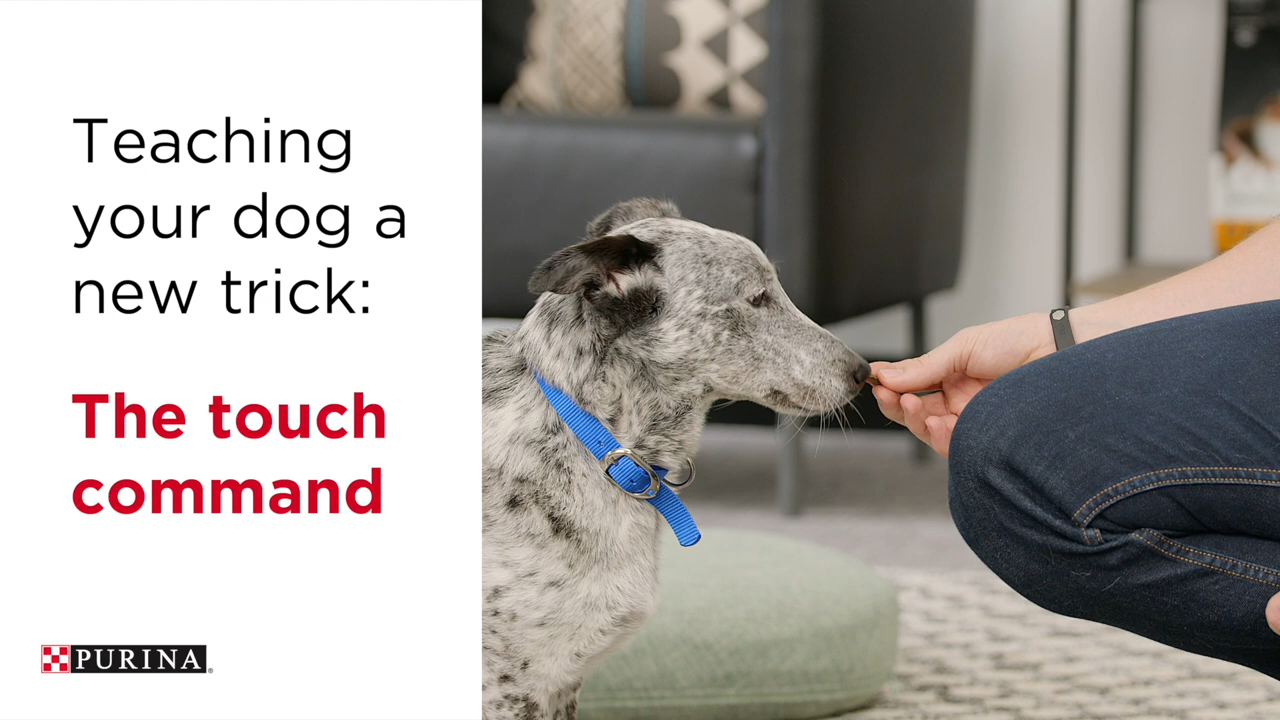 Teaching
your dog a
new trick:
The touch
command
PURINA